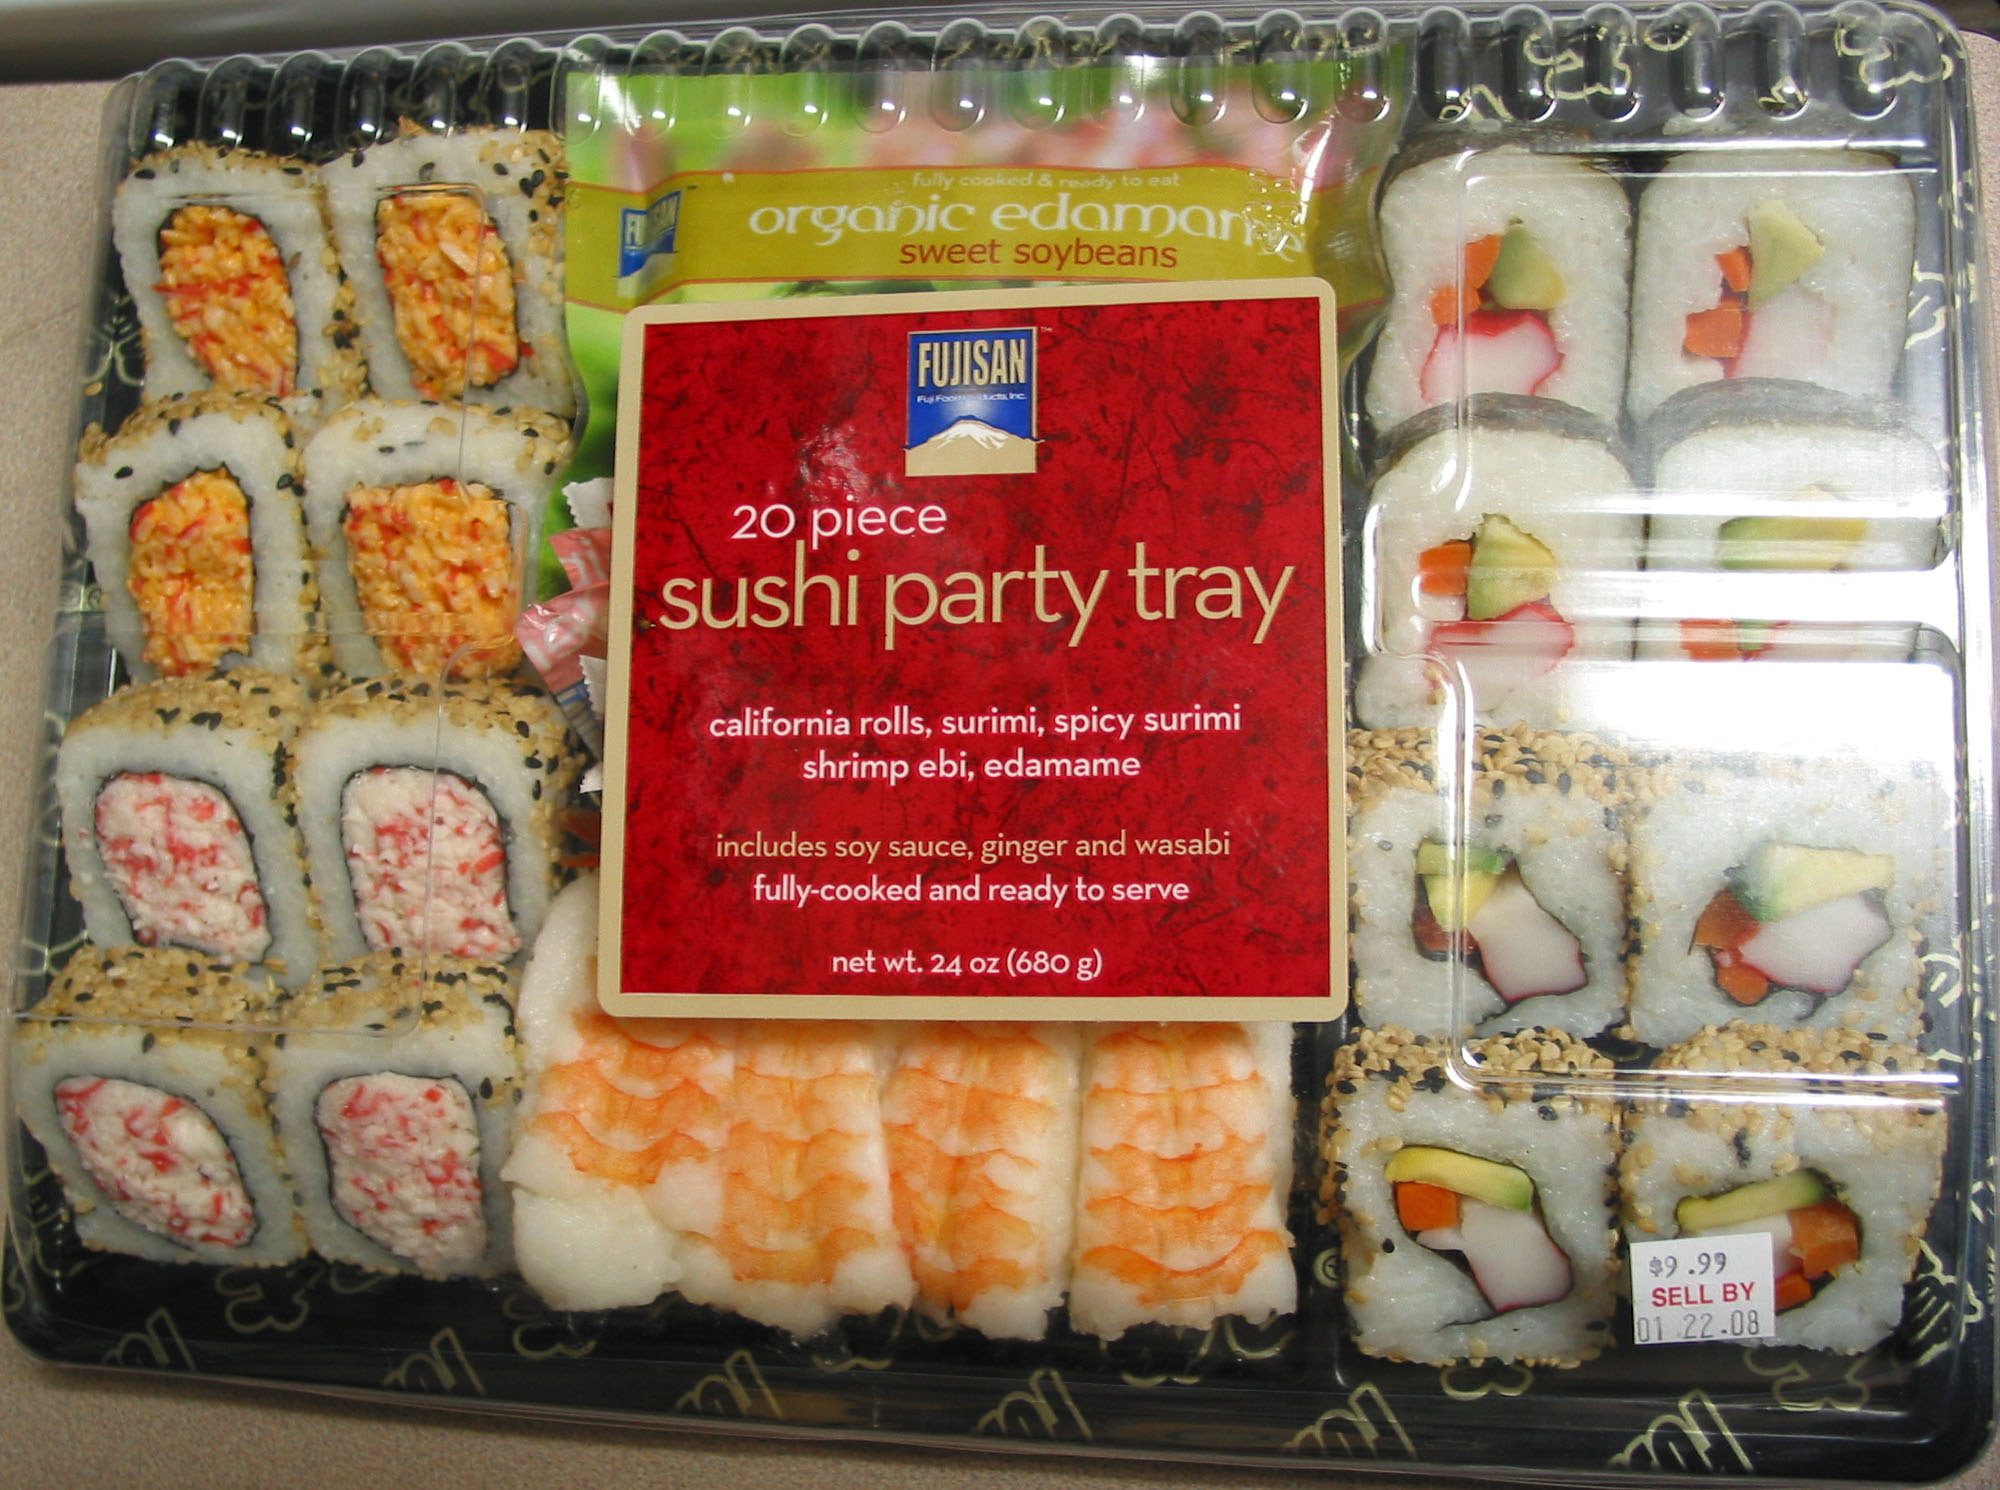 fully cooked & ready to eat
FUJISAN
organic edamame
sweet soybeans
FUJISAN
™
Fuji Food Products, Inc.
20 piece
sushi party tray
california rolls, surimi, spicy surimi
shrimp ebi, edamame
includes soy sauce, ginger and wasabi
fully-cooked and ready to serve
net wt. 24 oz (680 g)
$9.99
SELL BY
01 22.08